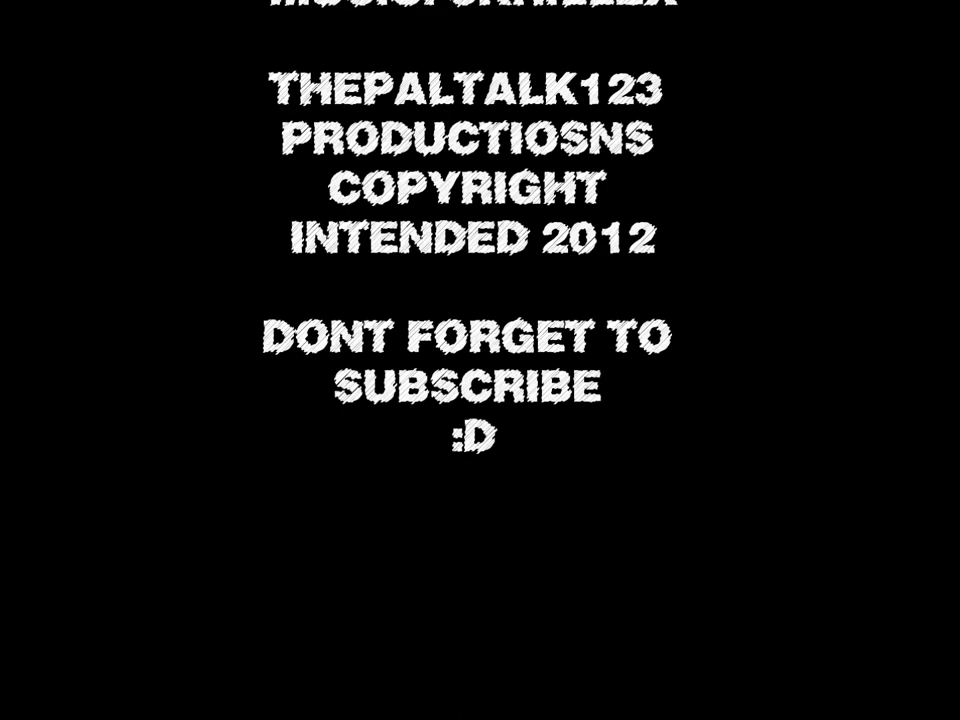 THEPALTALK123
PRODUCTIOSNS
COPYRIGHT
INTENDED 2012
DONT FORGET TO
SUBSCRIBE
:D